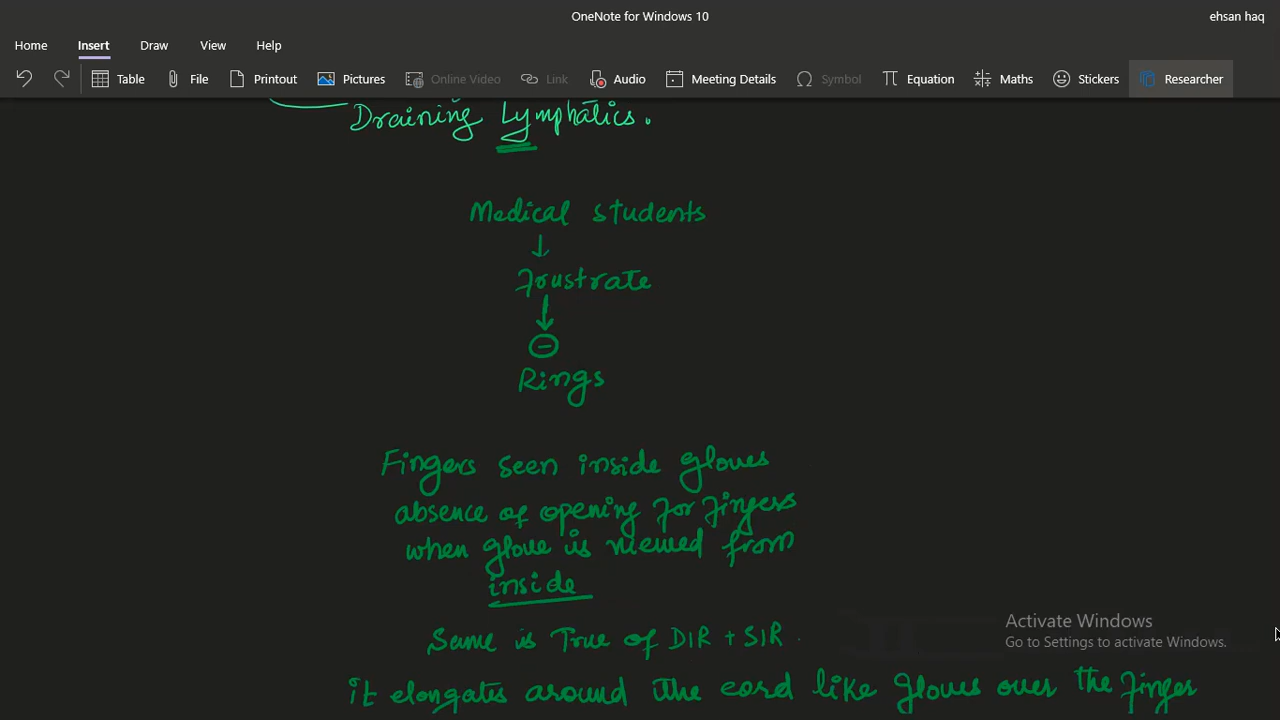 OneNote for Windows 10
ehsan haq
Home Insert Draw View Help
Table File Printout Pictures Online Video Link Audio Meeting Details Symbol Equation Maths Stickers Researcher
Draining Lymphatics.
Medical students
↓
Frustrate
↓
⊖
Rings
Fingers seen inside gloves
absence of opening for fingers
when glove is viewed from
inside
Same is True of DIR + SIR
it elongates around the cord like gloves over the finger
Activate Windows
Go to Settings to activate Windows.